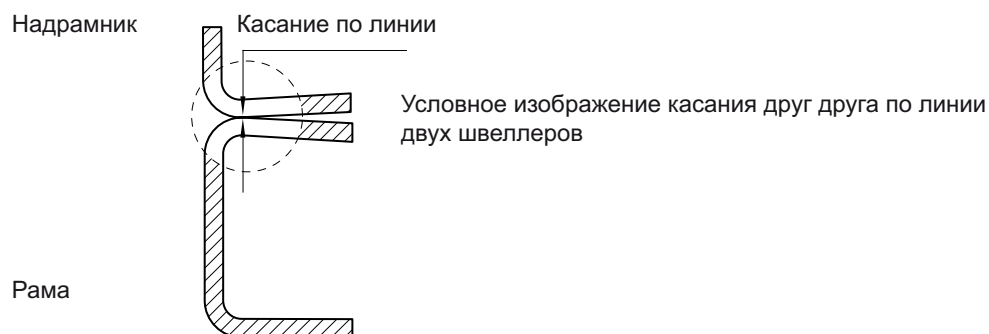 Надрамник
Касание по линии
Условное изображение касания друг друга по линии
двух швеллеров
Рама